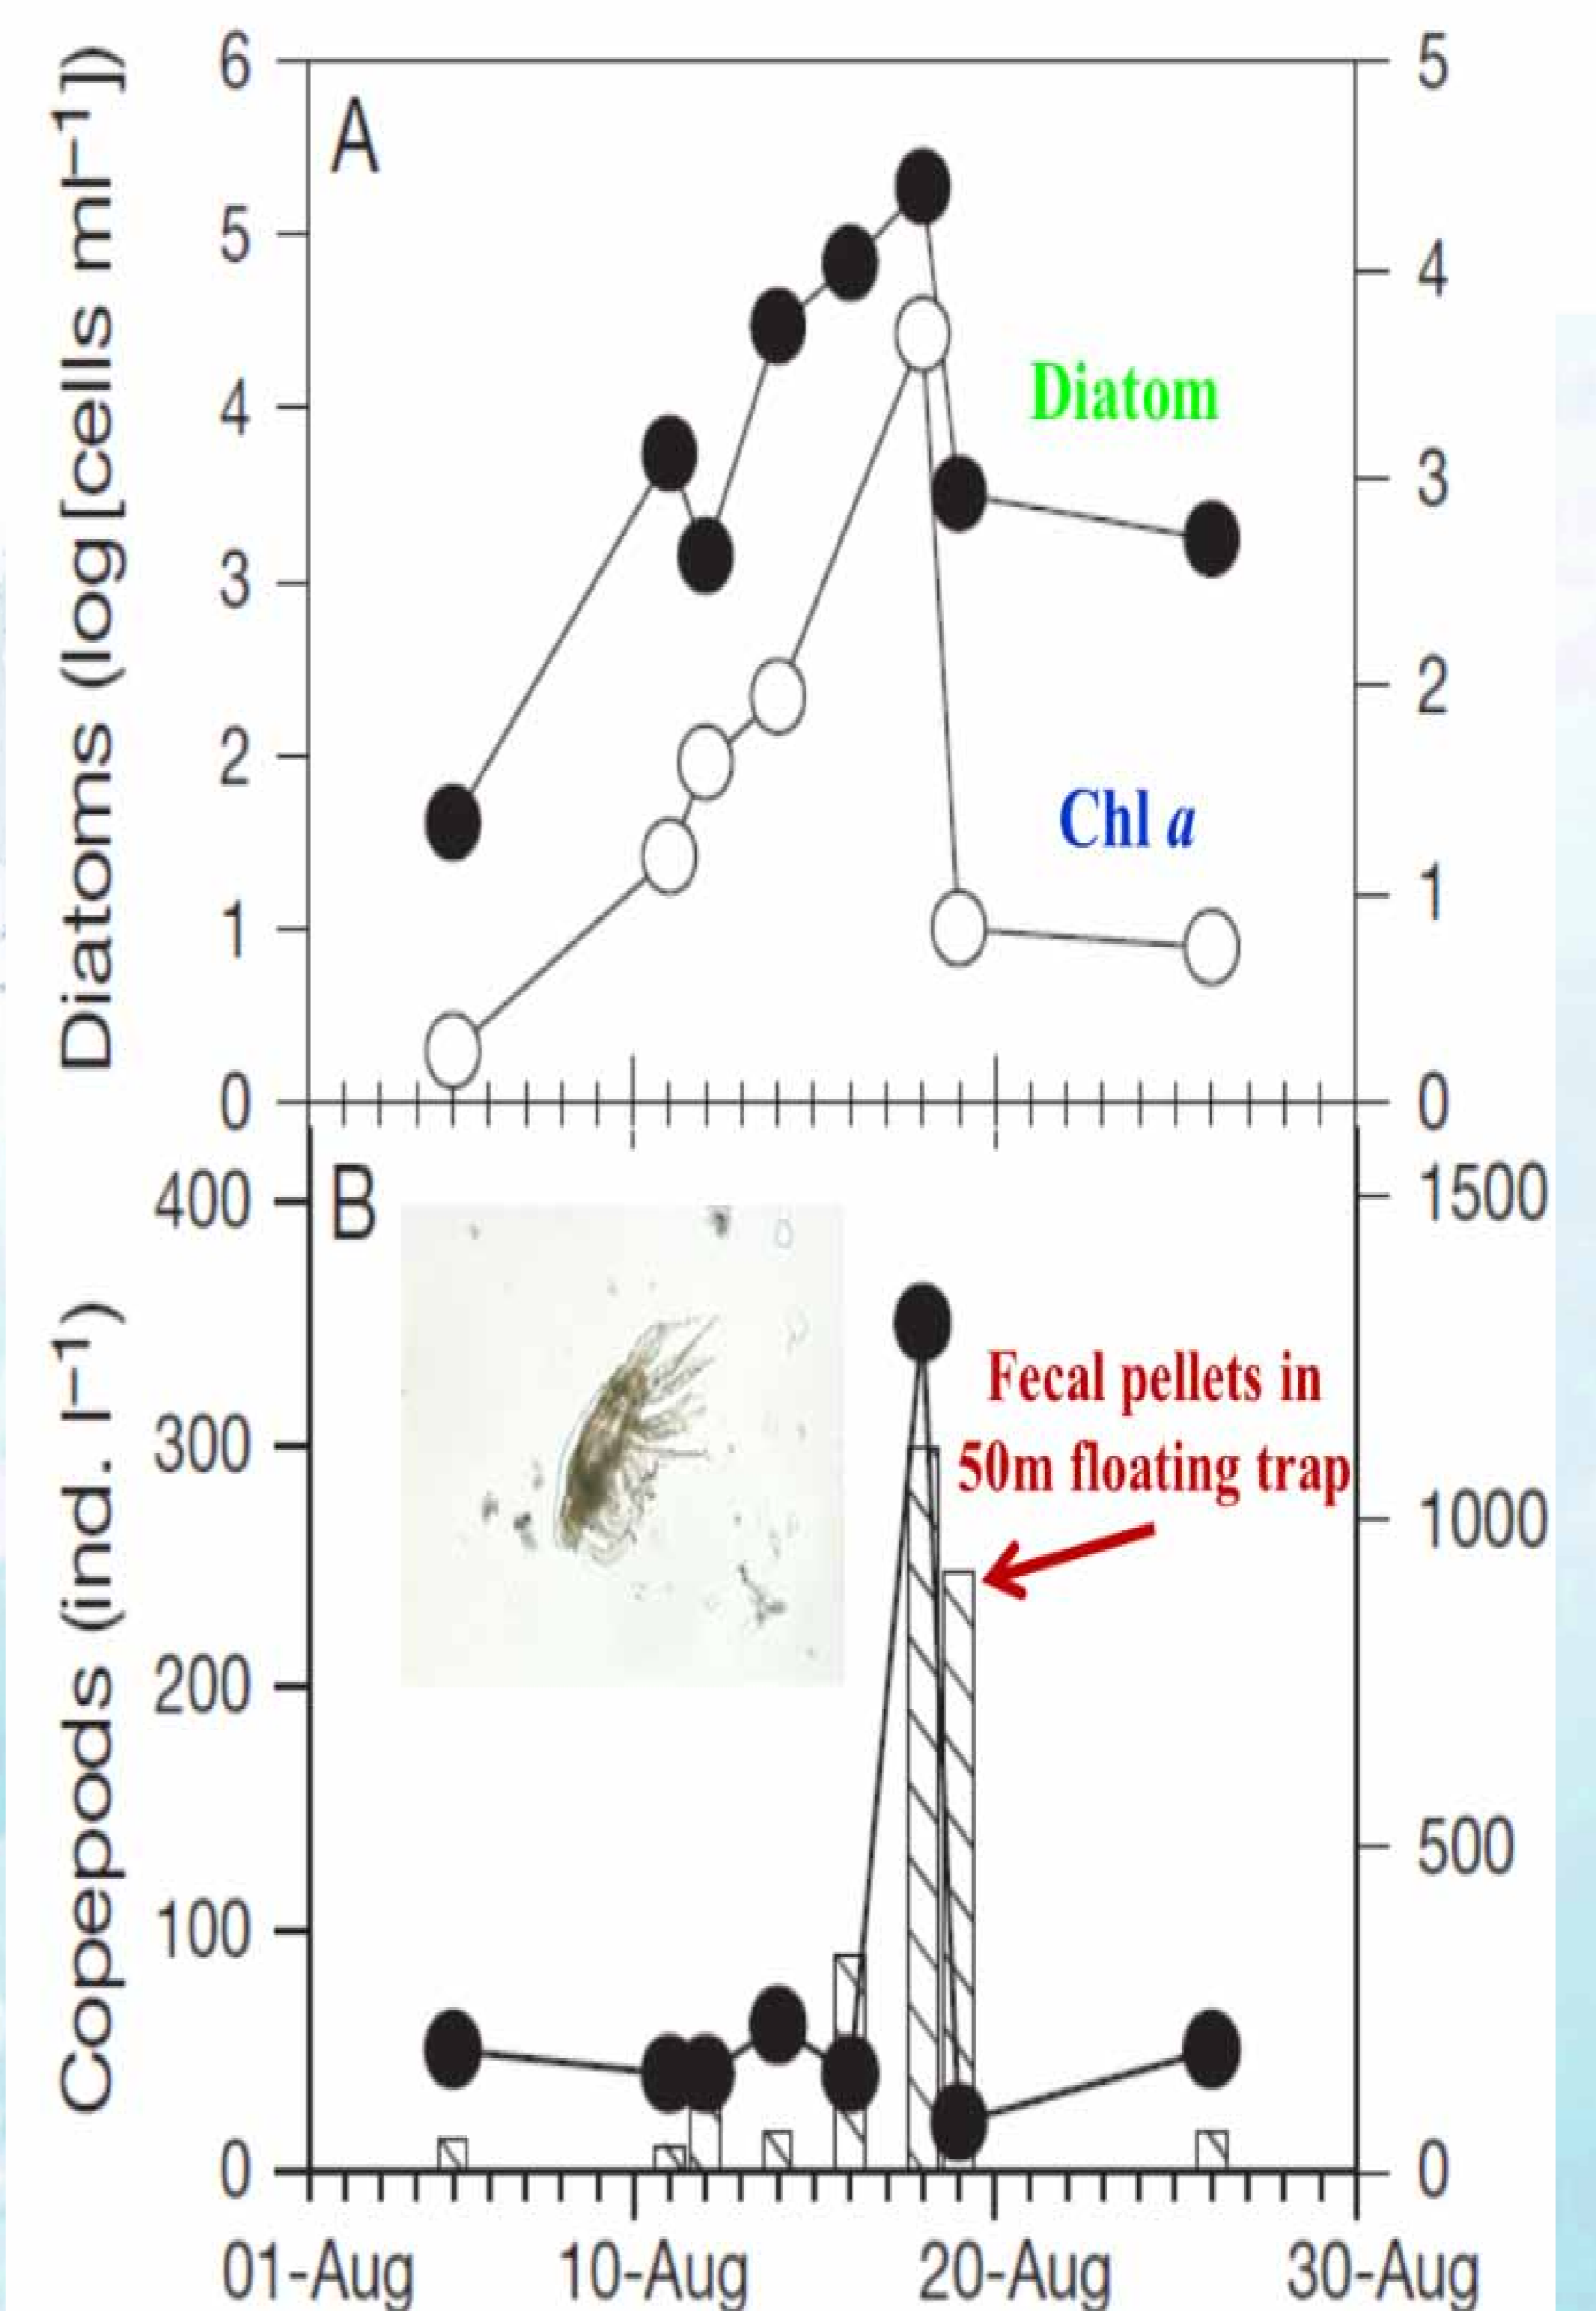 A
Diatoms (log [cells ml–1])
6
5
4
3
2
1
0
5
4
3
2
1
0
Diatom
Chl a
B
Copepods (ind. l–1)
400
300
200
100
0
1500
1000
500
0
Fecal pellets in
50m floating trap
01-Aug 10-Aug 20-Aug 30-Aug